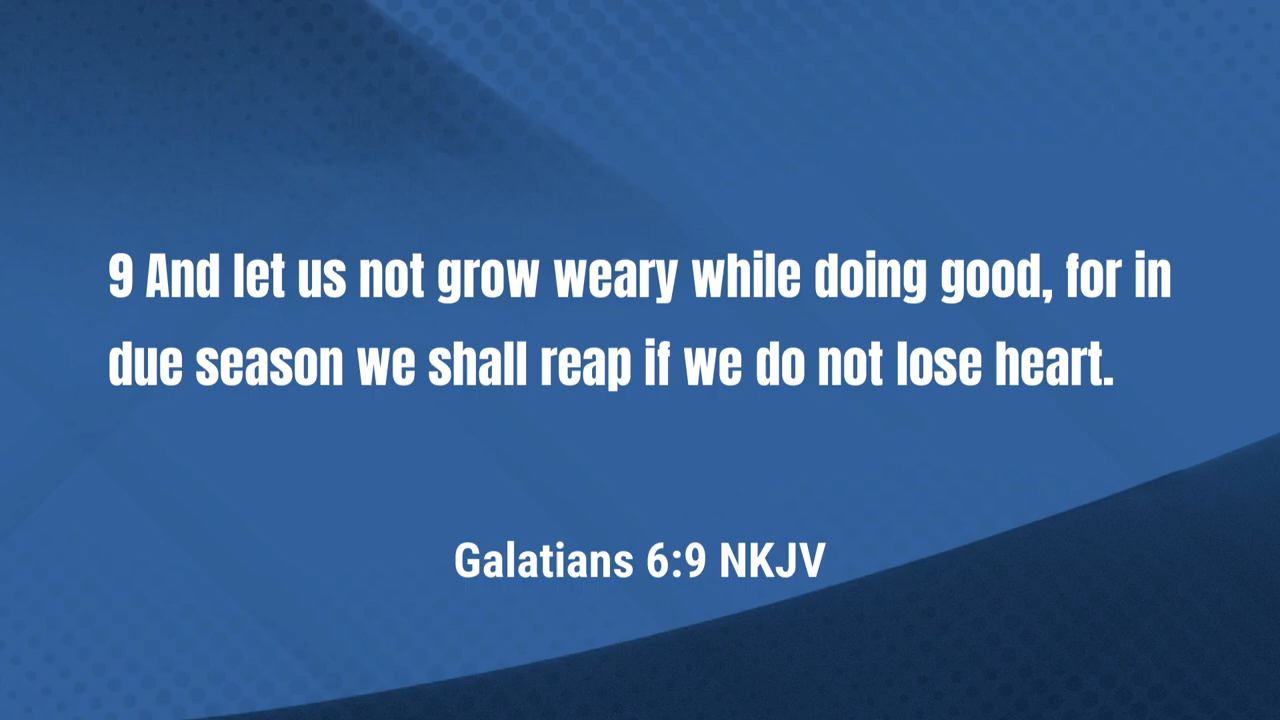 9 And let us not grow weary while doing good, for in
due season we shall reap if we do not lose heart.
Galatians 6:9 NKJV